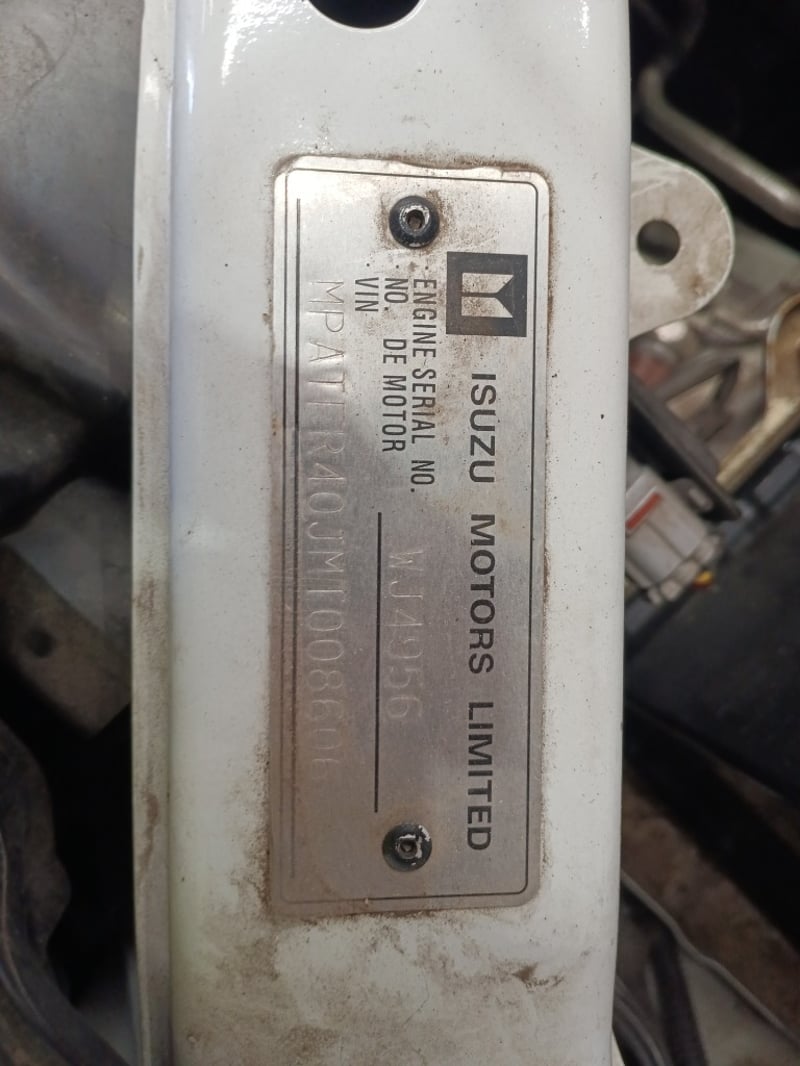 ISUZU MOTORS LIMITED
ENGINE SERIAL NO.
NO. DE MOTOR WJ4956
VIN
MPATFR40JMT008606